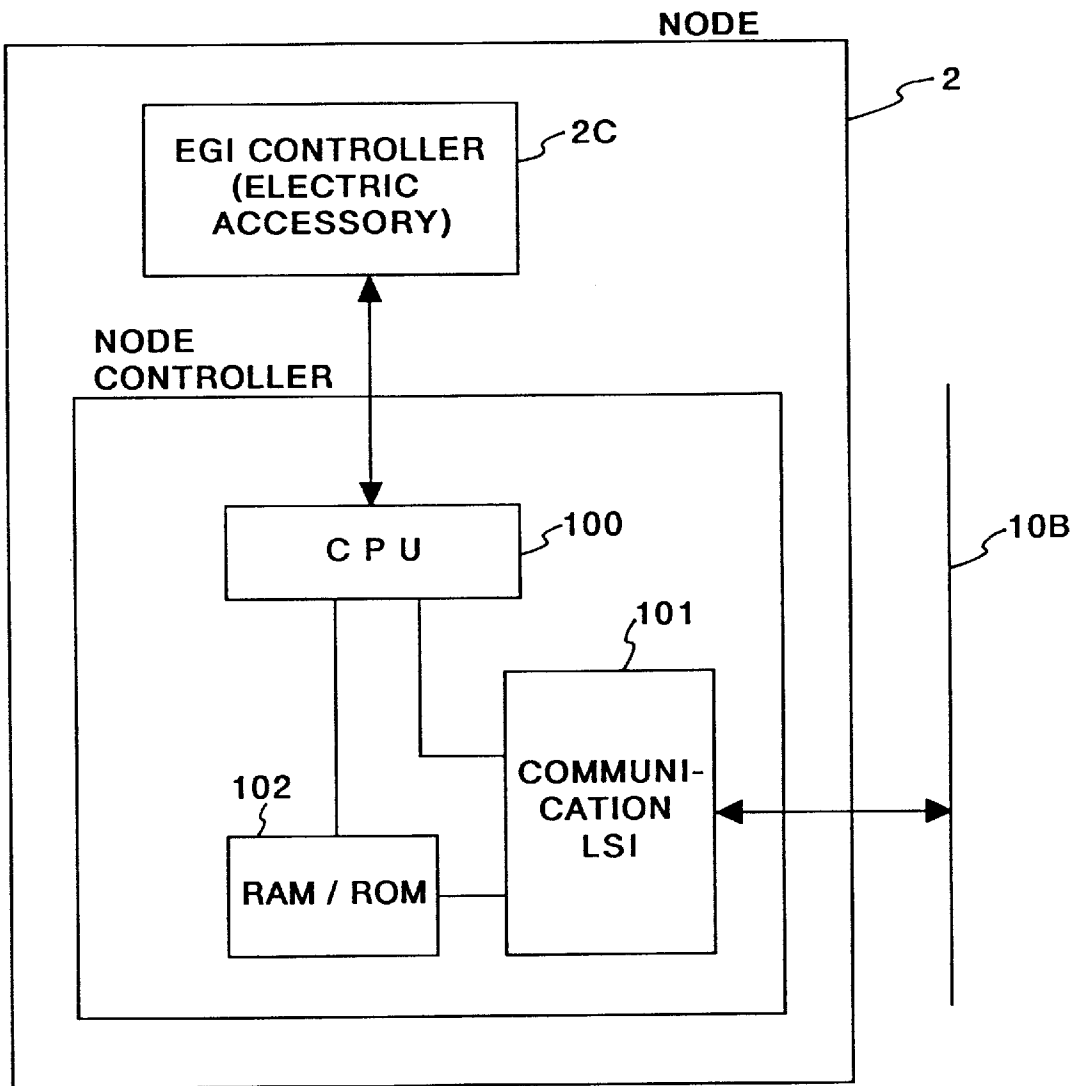 NODE
2
EGI CONTROLLER
(ELECTRIC
ACCESSORY)
2C
NODE
CONTROLLER
CPU
100
10B
101
COMMUNI-
CATION
LSI
102
RAM / ROM